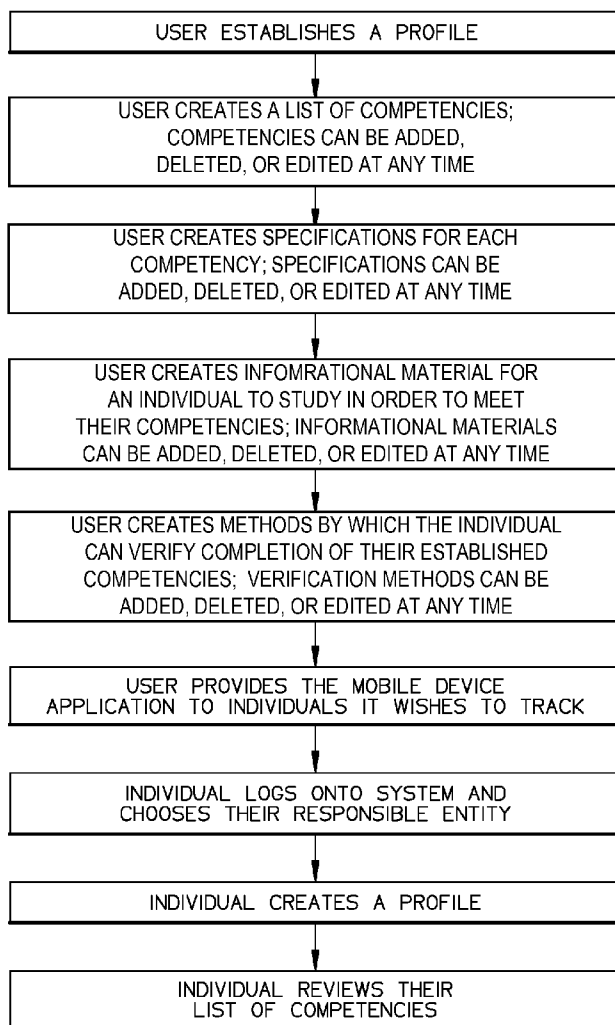 USER ESTABLISHES A PROFILE
USER CREATES A LIST OF COMPETENCIES;
COMPETENCIES CAN BE ADDED,
DELETED, OR EDITED AT ANY TIME
USER CREATES SPECIFICATIONS FOR EACH
COMPETENCY; SPECIFICATIONS CAN BE
ADDED, DELETED, OR EDITED AT ANY TIME
USER CREATES INFOMRATIONAL MATERIAL FOR
AN INDIVIDUAL TO STUDY IN ORDER TO MEET
THEIR COMPETENCIES; INFORMATIONAL MATERIALS
CAN BE ADDED, DELETED, OR EDITED AT ANY TIME
USER CREATES METHODS BY WHICH THE INDIVIDUAL
CAN VERIFY COMPLETION OF THEIR ESTABLISHED
COMPETENCIES; VERIFICATION METHODS CAN BE
ADDED, DELETED, OR EDITED AT ANY TIME
USER PROVIDES THE MOBILE DEVICE
APPLICATION TO INDIVIDUALS IT WISHES TO TRACK
INDIVIDUAL LOGS ONTO SYSTEM AND
CHOOSES THEIR RESPONSIBLE ENTITY
INDIVIDUAL CREATES A PROFILE
INDIVIDUAL REVIEWS THEIR
LIST OF COMPETENCIES